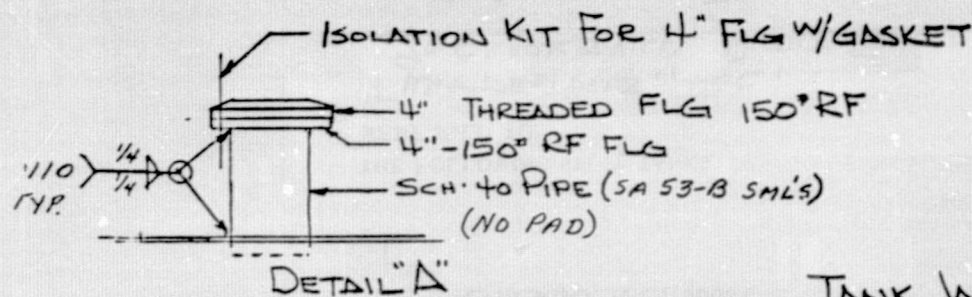 ISOLATION KIT FOR 4" FLG W/GASKET
4" THREADED FLG 150# RF
4"-150# RF FLG
SCH. 40 PIPE (SA 53-B SML'S)
(NO PAD)
1/4
1/4
TYP.
DETAIL "A"
TANK